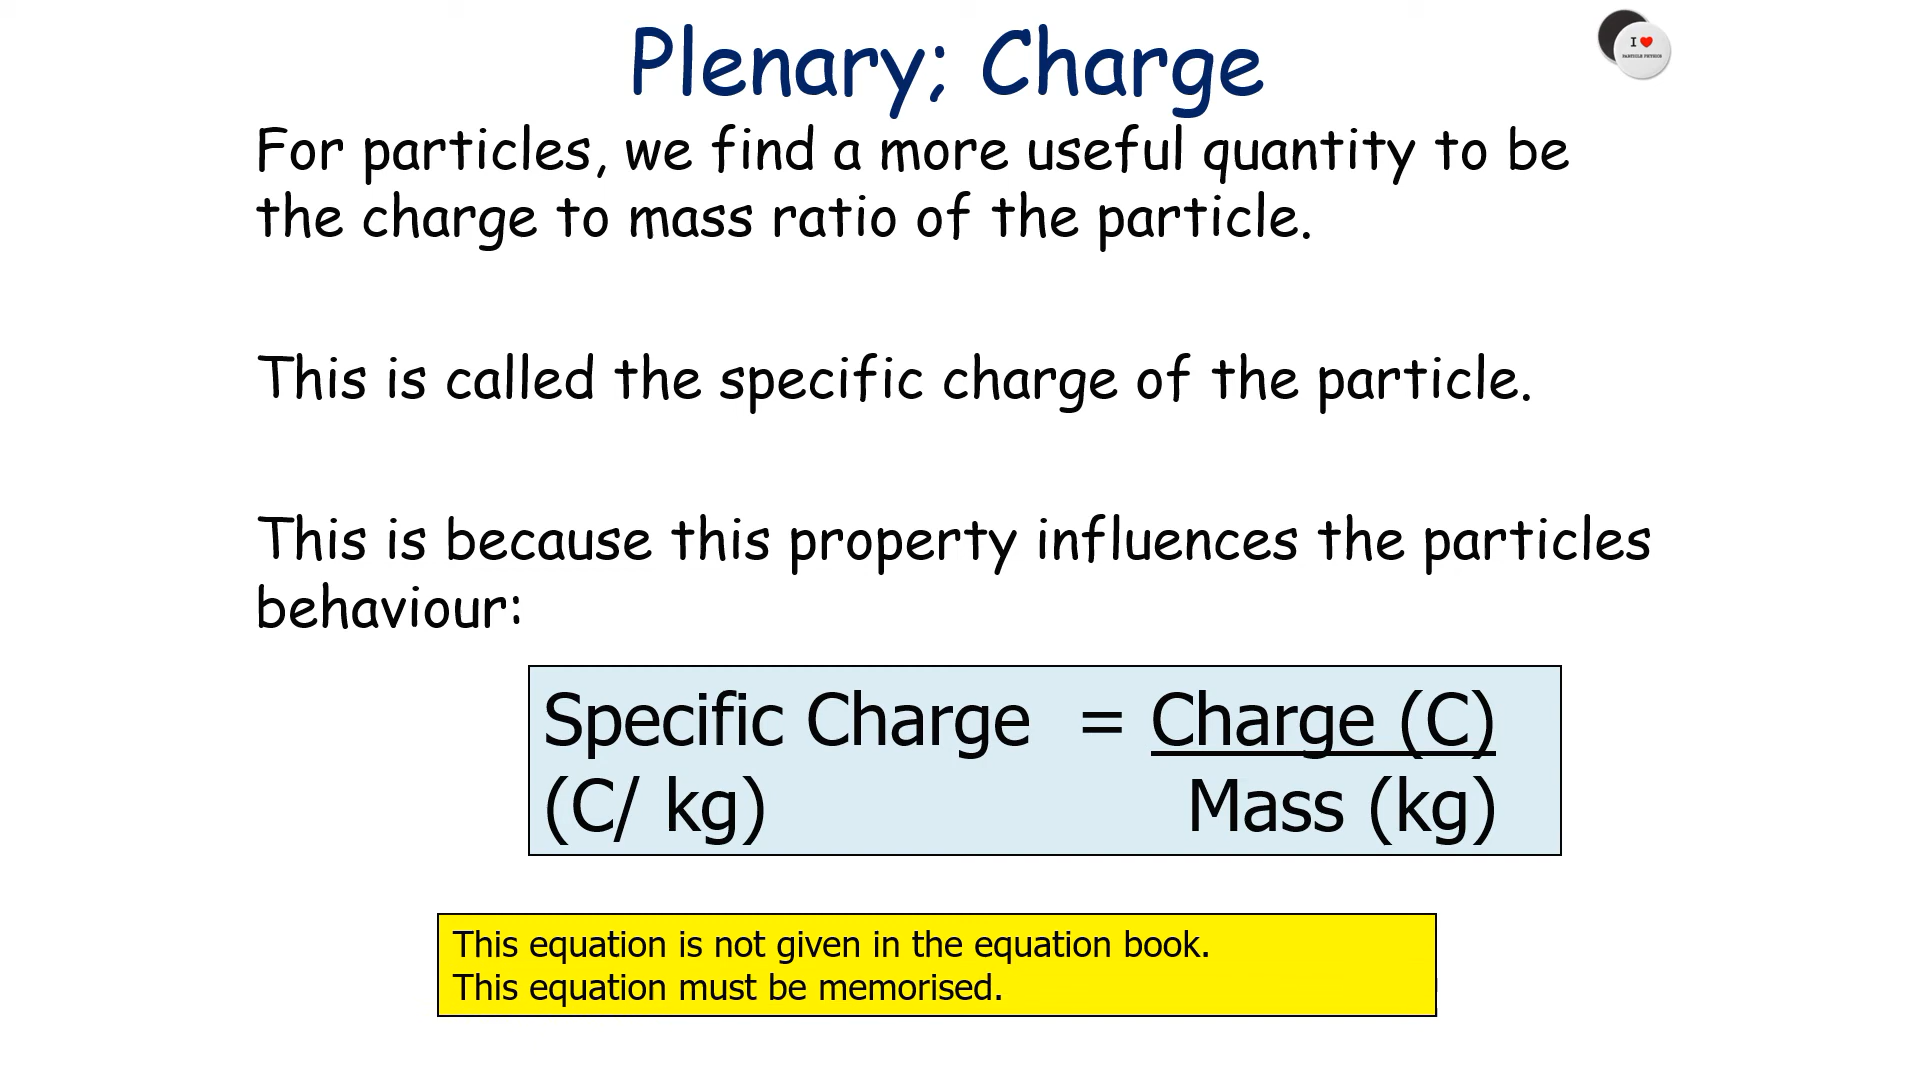 Plenary; Charge
I ❤
PARTICLE PHYSICS
For particles, we find a more useful quantity to be
the charge to mass ratio of the particle.
This is called the specific charge of the particle.
This is because this property influences the particles
behaviour:
Specific Charge = Charge (C)
(C/ kg) Mass (kg)
This equation is not given in the equation book.
This equation must be memorised.